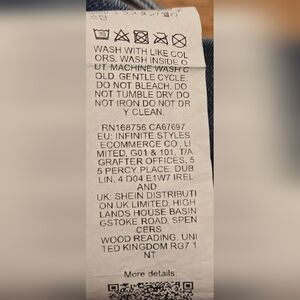 WASH WITH LIKE COL
ORS. WASH INSIDE O
UT. MACHINE WASH C
OLD. GENTLE CYCLE.
DO NOT BLEACH. DO
NOT TUMBLE DRY. DO
NOT IRON. DO NOT DR
Y CLEAN.
RN168756 CA67697
EU: INFINITE STYLES
ECOMMERCE CO., LI
MITED, G01 & 101, T/A
GRAFTER OFFICES, 5
5 PERCY PLACE, DUB
LIN, 4 D04 E1W7 IREL
AND
UK: SHEIN DISTRIBUTI
ON UK LIMITED, HIGH
LANDS HOUSE BASIN
GSTOKE ROAD, SPEN
CERS
WOOD READING, UNI
TED KINGDOM RG7 1
NT
More details: